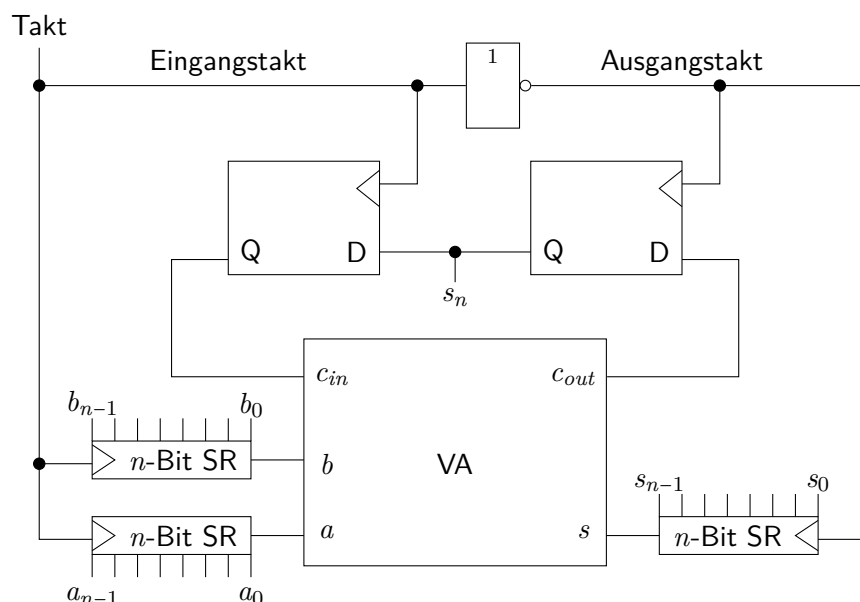 Takt
Eingangstakt 1 Ausgangstakt
Q D Q D
s_n
c_in c_out
b_{n−1} b_0
n-Bit SR b VA
s_{n−1} s_0
n-Bit SR a s n-Bit SR
a_{n−1} a_0